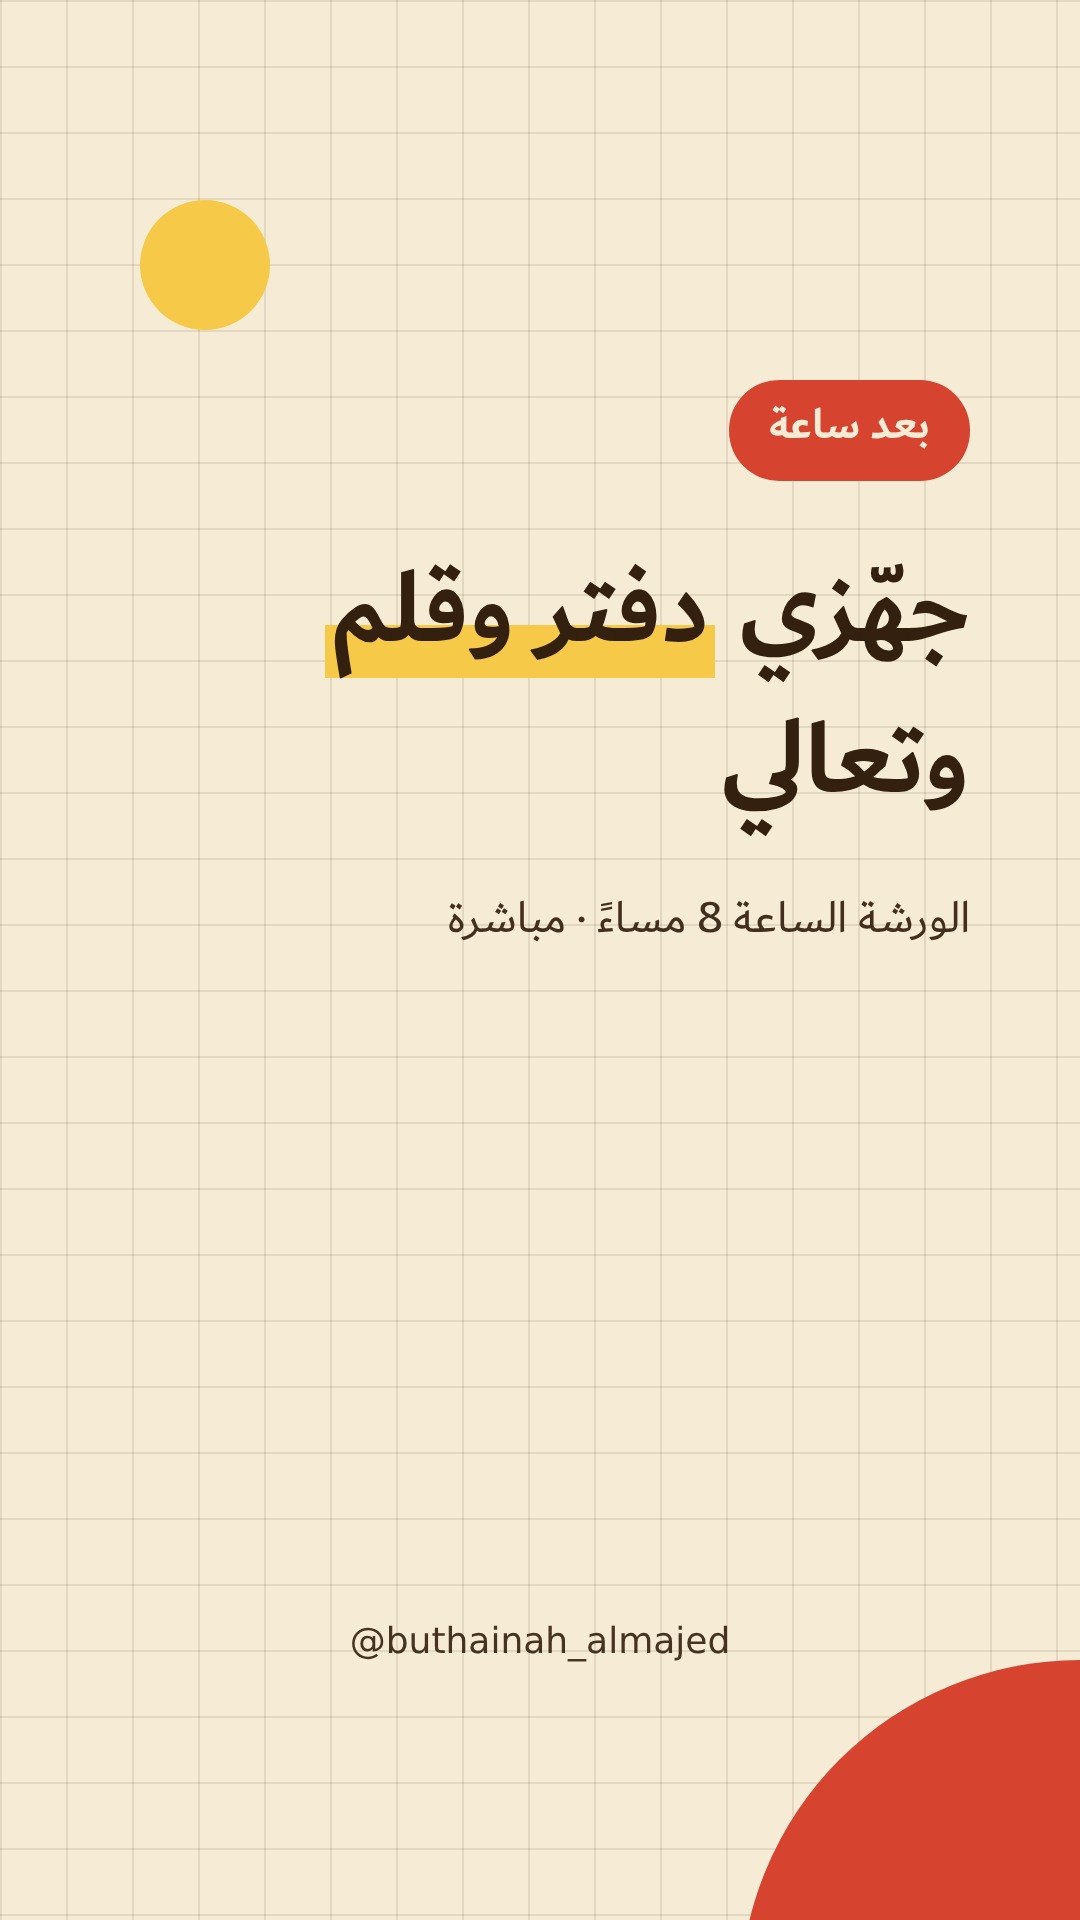 بعد ساعة
جهّزي دفتر وقلم
وتعالي
الورشة الساعة 8 مساءً · مباشرة
@buthainah_almajed